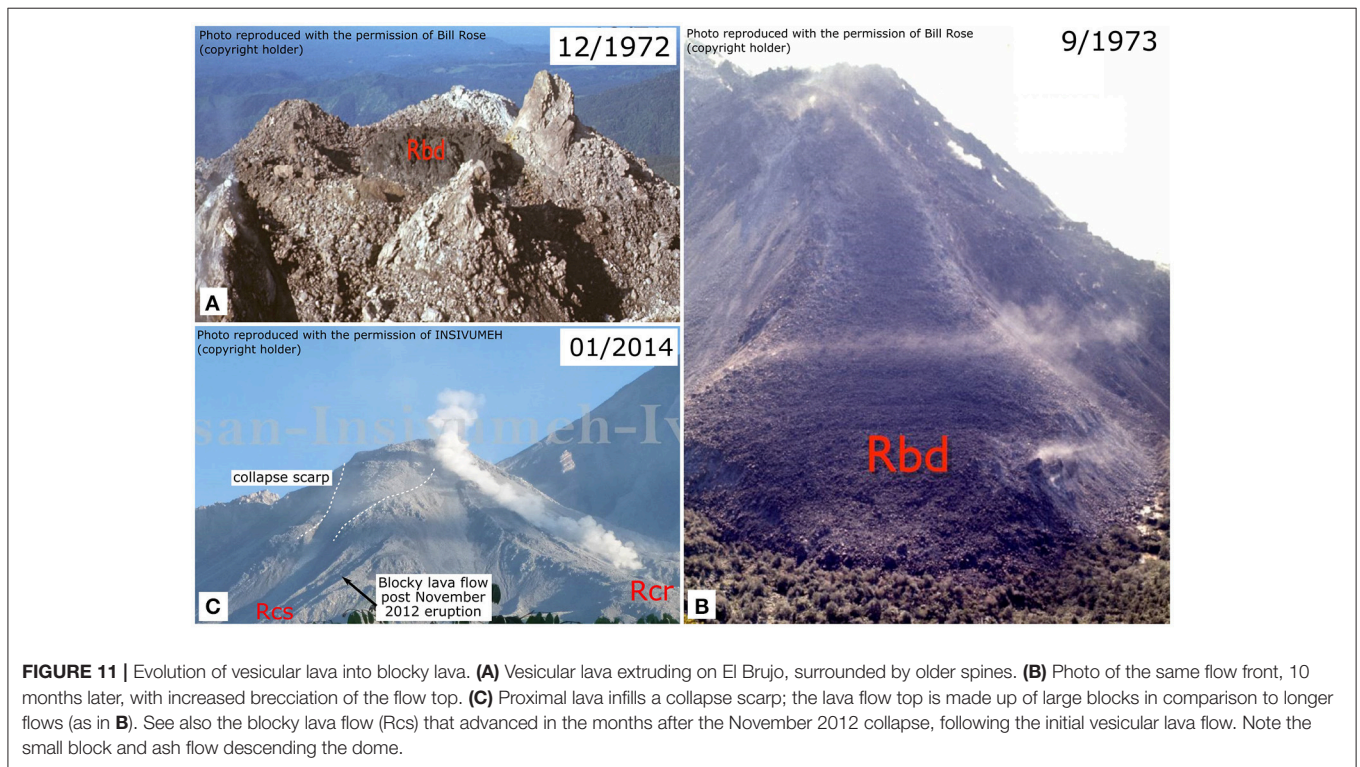 Photo reproduced with the permission of Bill Rose
(copyright holder)
12/1972
Rbd
A
Photo reproduced with the permission of INSIVUMEH
(copyright holder)
01/2014
san-Insivumeh-Iv
collapse scarp
Blocky lava flow
post November
2012 eruption
Rcs
Rcr
C
Photo reproduced with the permission of Bill Rose
(copyright holder)
9/1973
Rbd
B
FIGURE 11 | Evolution of vesicular lava into blocky lava. (A) Vesicular lava extruding on El Brujo, surrounded by older spines. (B) Photo of the same flow front, 10
months later, with increased brecciation of the flow top. (C) Proximal lava infills a collapse scarp; the lava flow top is made up of large blocks in comparison to longer
flows (as in B). See also the blocky lava flow (Rcs) that advanced in the months after the November 2012 collapse, following the initial vesicular lava flow. Note the
small block and ash flow descending the dome.